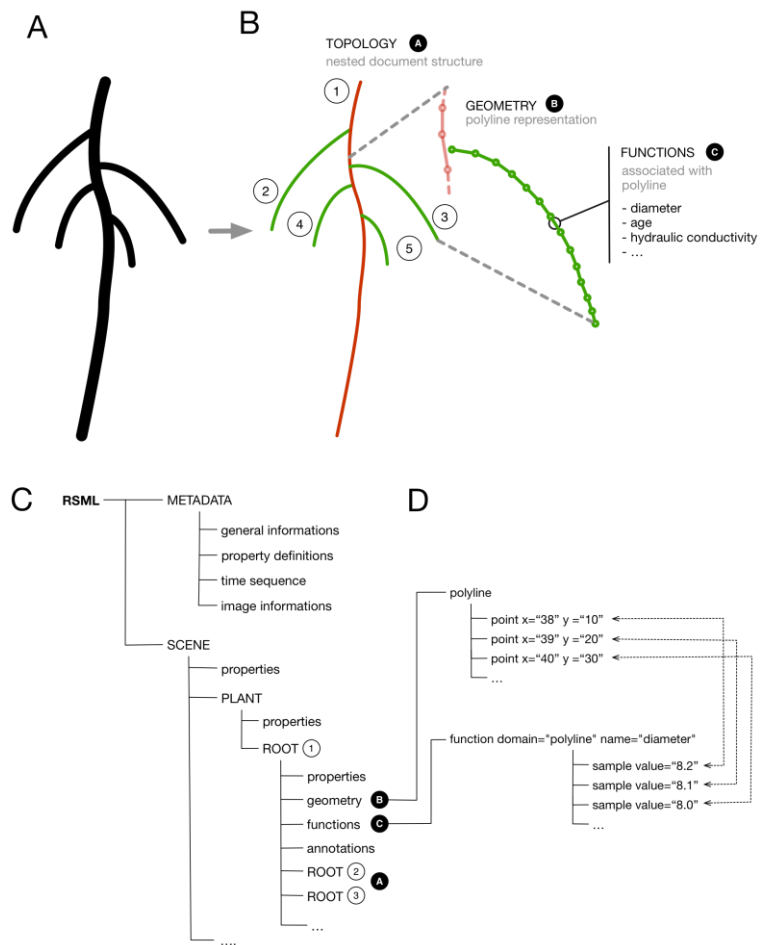 A
B
TOPOLOGY A
nested document structure
1
GEOMETRY B
polyline representation
FUNCTIONS C
associated with
polyline
- diameter
- age
- hydraulic conductivity
- ...
2
4
3
5
C
RSML
METADATA
general informations
property definitions
time sequence
image informations
SCENE
properties
PLANT
properties
ROOT 1
properties
geometry B
functions C
annotations
ROOT 2
A
ROOT 3
...
....
D
polyline
point x=“38” y =“10”
point x=“39” y =“20”
point x=“40” y =“30”
...
function domain="polyline" name="diameter"
sample value=“8.2”
sample value=“8.1”
sample value=“8.0”
...